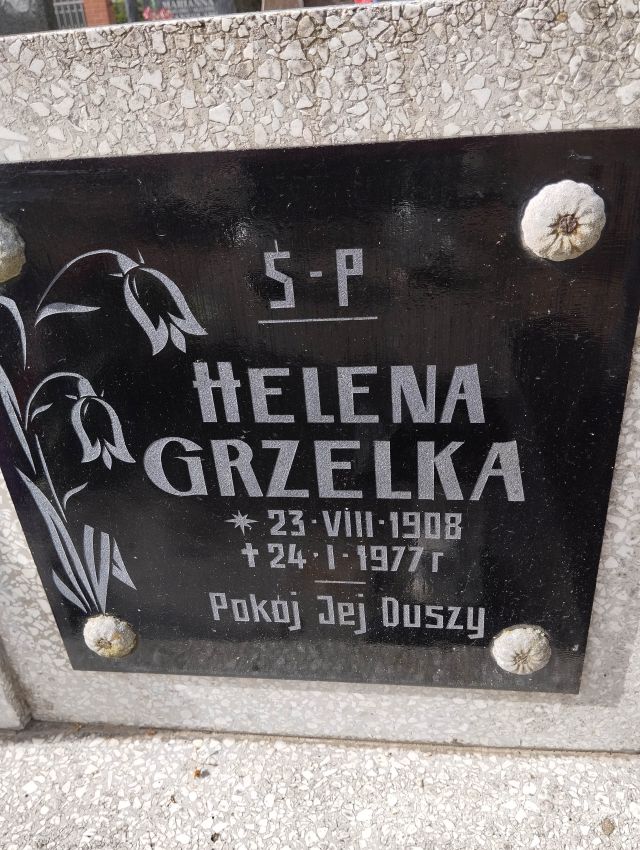 Ś-P
HELENA
GRZELKA
* 23·VIII·1908
† 24·I·1977 r
Pokój Jej Duszy